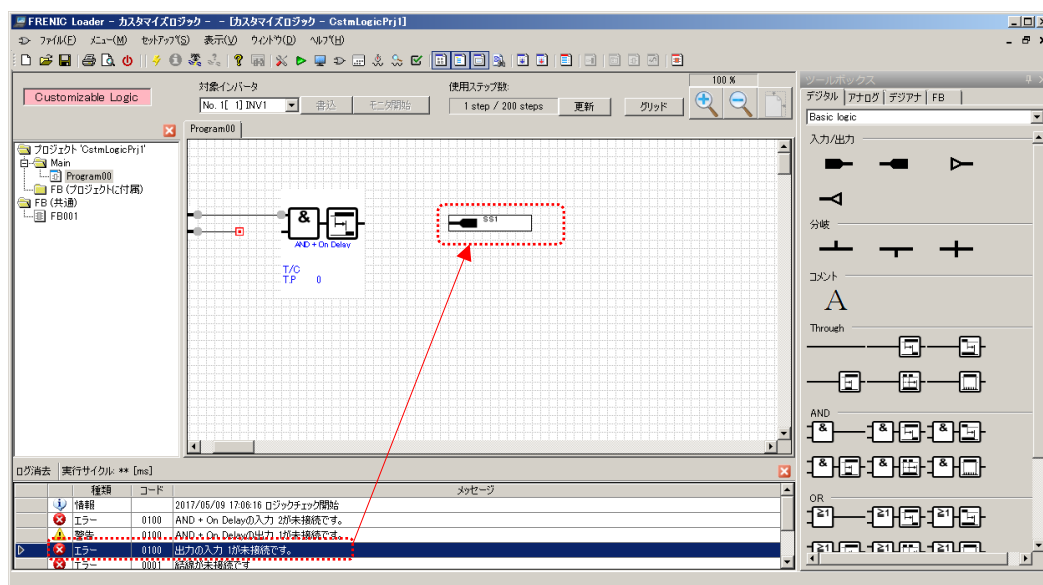 FRENIC Loader - カスタマイズロジック - - [カスタマイズロジック - CstmLogicPrj1]
ファイル(F) メニュー(M) セットアップ(S) 表示(V) ウィンドウ(D) ヘルプ(H)
Customizable Logic
対象インバータ
No. 1[ 1] INV1
書込
モニタ開始
使用ステップ数:
1 step / 200 steps
更新
グリッド
100 %
プロジェクト 'CstmLogicPrj1'
Main
Program00
FB (プロジェクトに付属)
FB (共通)
FB001
Program00
&
AND + On Delay
T/C
T.P 0
SS1
ツールボックス
デジタル アナログ デジアナ FB
Basic logic
入力/出力
分岐
コメント
A
Through
AND
& & &
& & &
OR
≧1 ≧1 ≧1
≧1 ≧1 ≧1
ログ消去 実行サイクル: ** [ms]
種類 コード メッセージ
情報 2017/05/09 17:06:16 ロジックチェック開始
エラー 0100 AND + On Delayの入力 2が未接続です。
警告 0100 AND + On Delayの出力 1が未接続です。
エラー 0100 出力の入力 1が未接続です。
エラー 0001 結線が未接続です